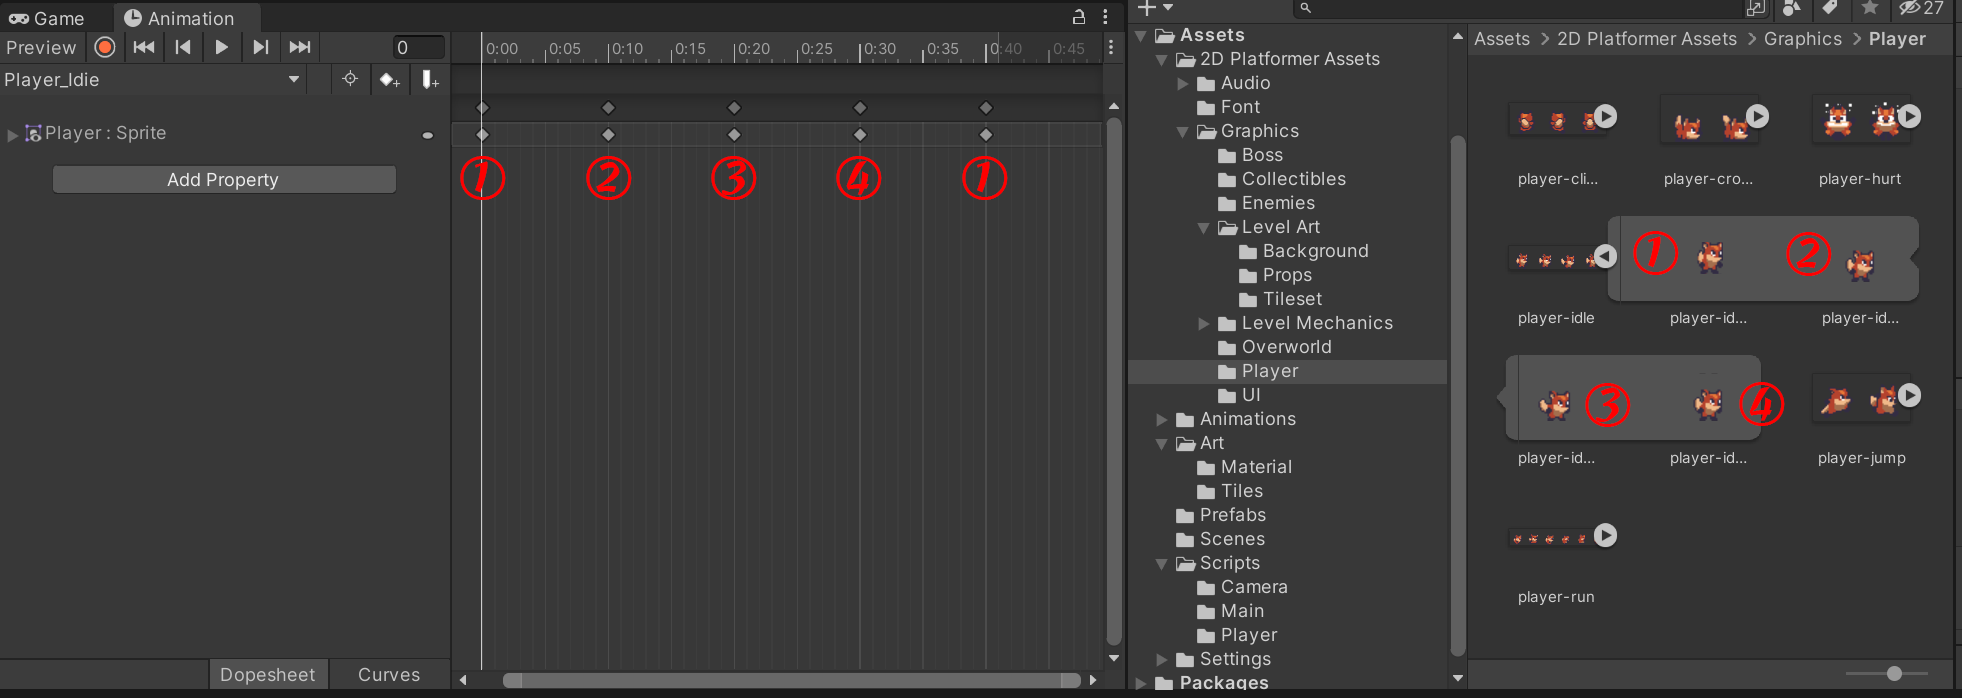 Game
Animation
Preview
0
0:00 0:05 0:10 0:15 0:20 0:25 0:30 0:35 0:40 0:45
Player_Idie
Player : Sprite
Add Property
① ② ③ ④ ①
Dopesheet
Curves
27
Assets
2D Platformer Assets
Audio
Font
Graphics
Boss
Collectibles
Enemies
Level Art
Background
Props
Tileset
Level Mechanics
Overworld
Player
UI
Animations
Art
Material
Tiles
Prefabs
Scenes
Scripts
Camera
Main
Player
Settings
Packages
Assets > 2D Platformer Assets > Graphics > Player
player-cli...
player-cro...
player-hurt
① ②
player-idle
player-id...
player-id...
③ ④
player-id...
player-id...
player-jump
player-run